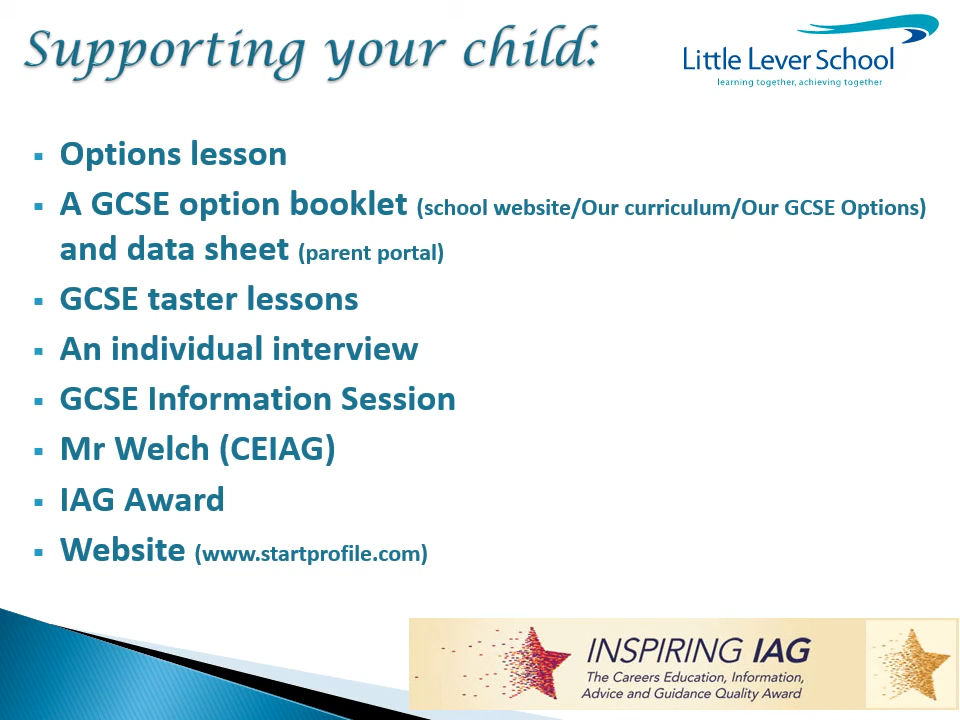 Supporting your child:
Little Lever School
learning together, achieving together
▪ Options lesson
▪ A GCSE option booklet (school website/Our curriculum/Our GCSE Options)
and data sheet (parent portal)
▪ GCSE taster lessons
▪ An individual interview
▪ GCSE Information Session
▪ Mr Welch (CEIAG)
▪ IAG Award
▪ Website (www.startprofile.com)
INSPIRING IAG
The Careers Education, Information,
Advice and Guidance Quality Award